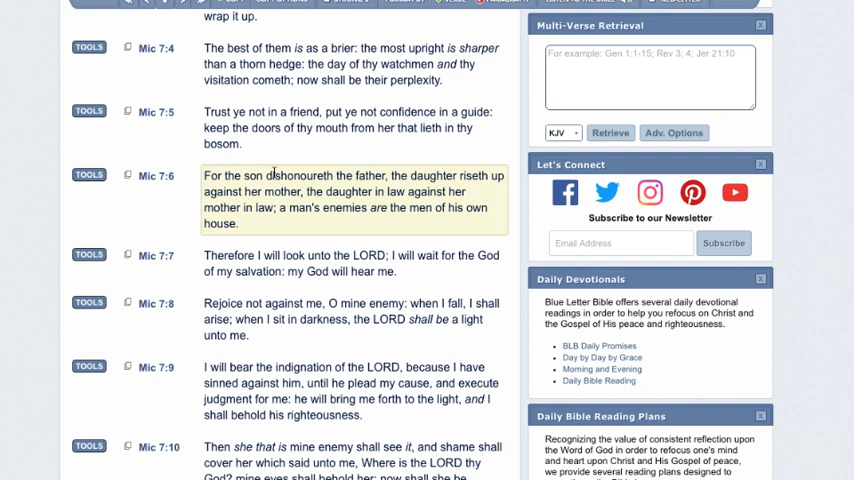 wrap it up.
TOOLS Mic 7:4 The best of them is as a brier: the most upright is sharper
than a thorn hedge: the day of thy watchmen and thy
visitation cometh; now shall be their perplexity.
TOOLS Mic 7:5 Trust ye not in a friend, put ye not confidence in a guide:
keep the doors of thy mouth from her that lieth in thy
bosom.
TOOLS Mic 7:6 For the son dishonoureth the father, the daughter riseth up
against her mother, the daughter in law against her
mother in law; a man's enemies are the men of his own
house.
TOOLS Mic 7:7 Therefore I will look unto the LORD; I will wait for the God
of my salvation: my God will hear me.
TOOLS Mic 7:8 Rejoice not against me, O mine enemy: when I fall, I shall
arise; when I sit in darkness, the LORD shall be a light
unto me.
TOOLS Mic 7:9 I will bear the indignation of the LORD, because I have
sinned against him, until he plead my cause, and execute
judgment for me: he will bring me forth to the light, and I
shall behold his righteousness.
TOOLS Mic 7:10 Then she that is mine enemy shall see it, and shame shall
cover her which said unto me, Where is the LORD thy
God? mine eyes shall behold her: now shall she be
Multi-Verse Retrieval
For example: Gen 1:1-15; Rev 3, 4; Jer 21:10
KJV Retrieve Adv. Options
Let's Connect
Subscribe to our Newsletter
Email Address Subscribe
Daily Devotionals
Blue Letter Bible offers several daily devotional
readings in order to help you refocus on Christ and
the Gospel of His peace and righteousness.
BLB Daily Promises
Day by Day by Grace
Morning and Evening
Daily Bible Reading
Daily Bible Reading Plans
Recognizing the value of consistent reflection upon
the Word of God in order to refocus one's mind
and heart upon Christ and His Gospel of peace,
we provide several reading plans designed to